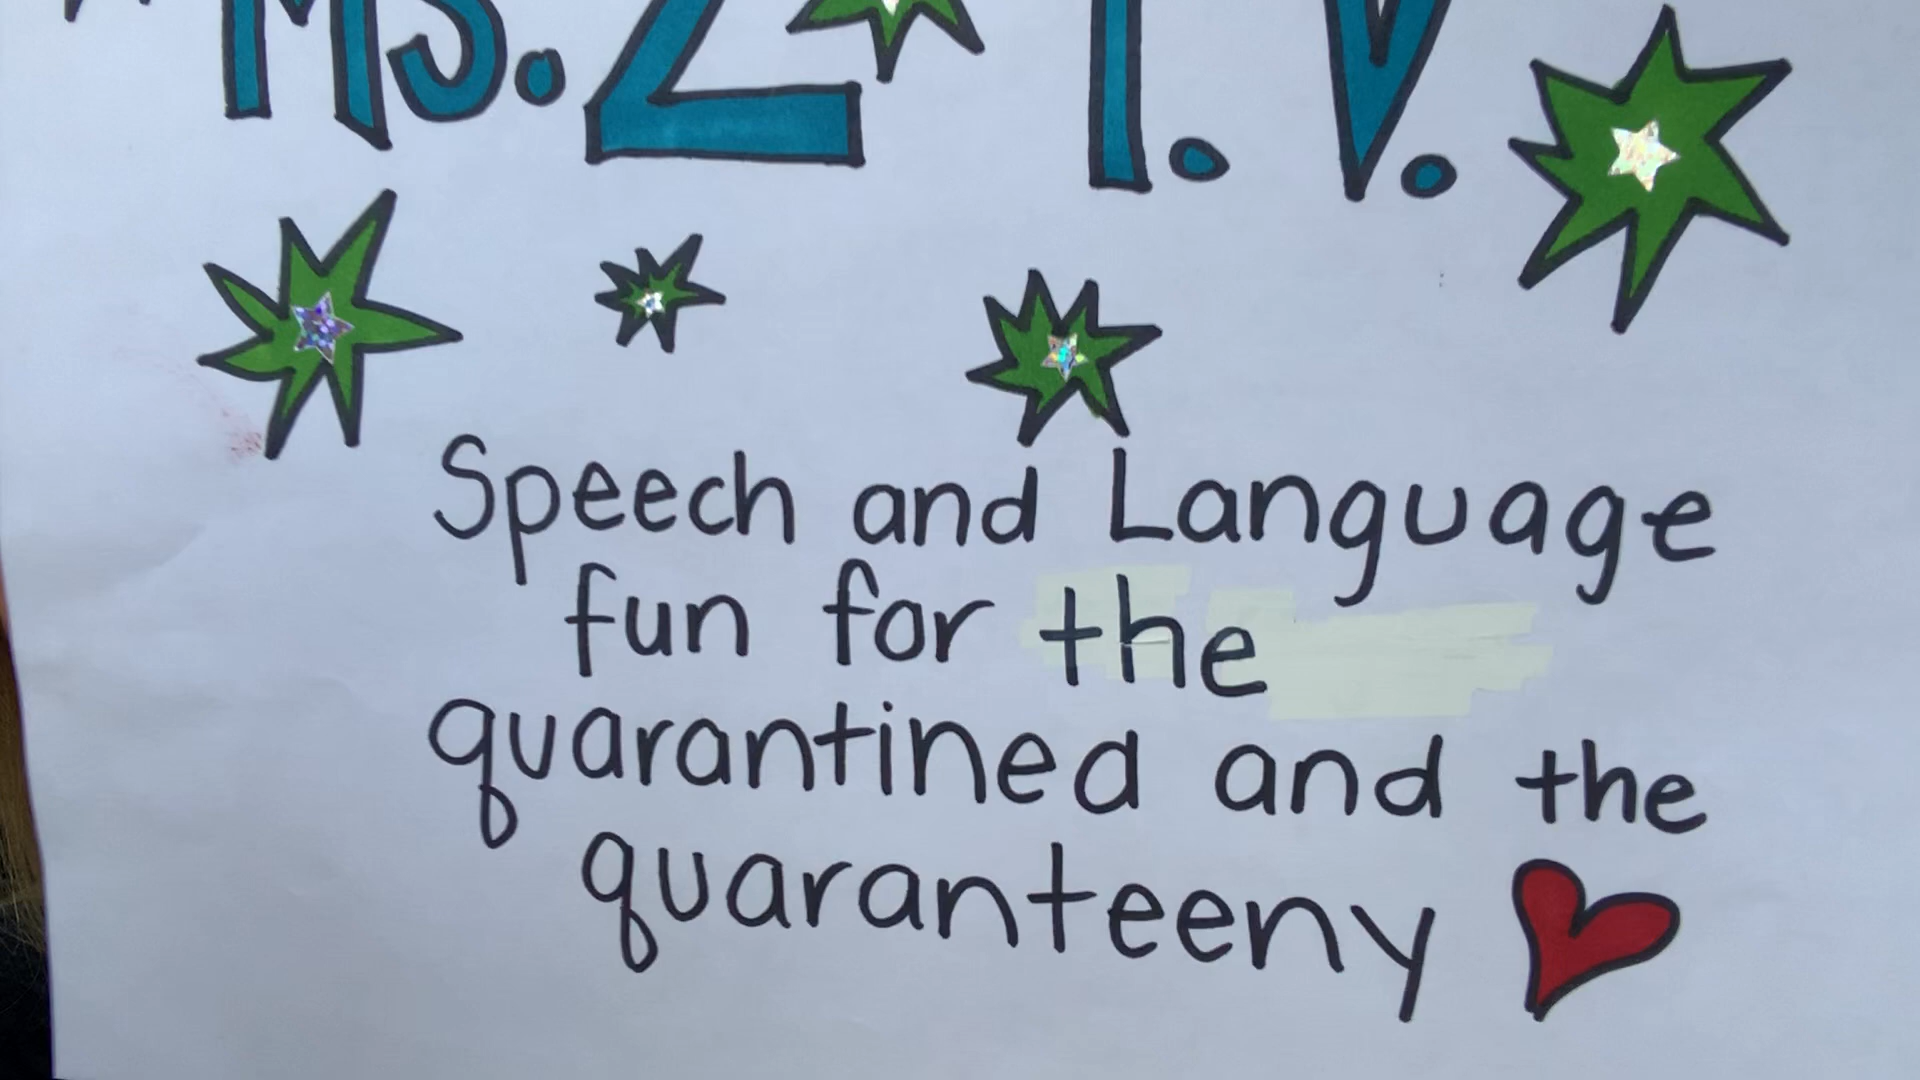 Ms. Z T.V.
Speech and Language
fun for the
quarantined and the
quaranteeny